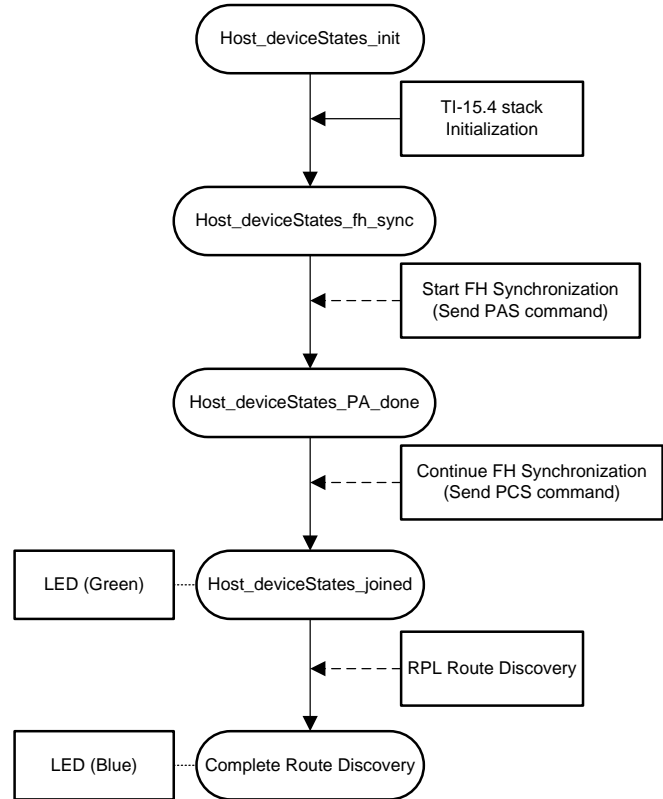 Host_deviceStates_init
TI-15.4 stack
Initialization
Host_deviceStates_fh_sync
Start FH Synchronization
(Send PAS command)
Host_deviceStates_PA_done
Continue FH Synchronization
(Send PCS command)
LED (Green)
Host_deviceStates_joined
RPL Route Discovery
LED (Blue)
Complete Route Discovery